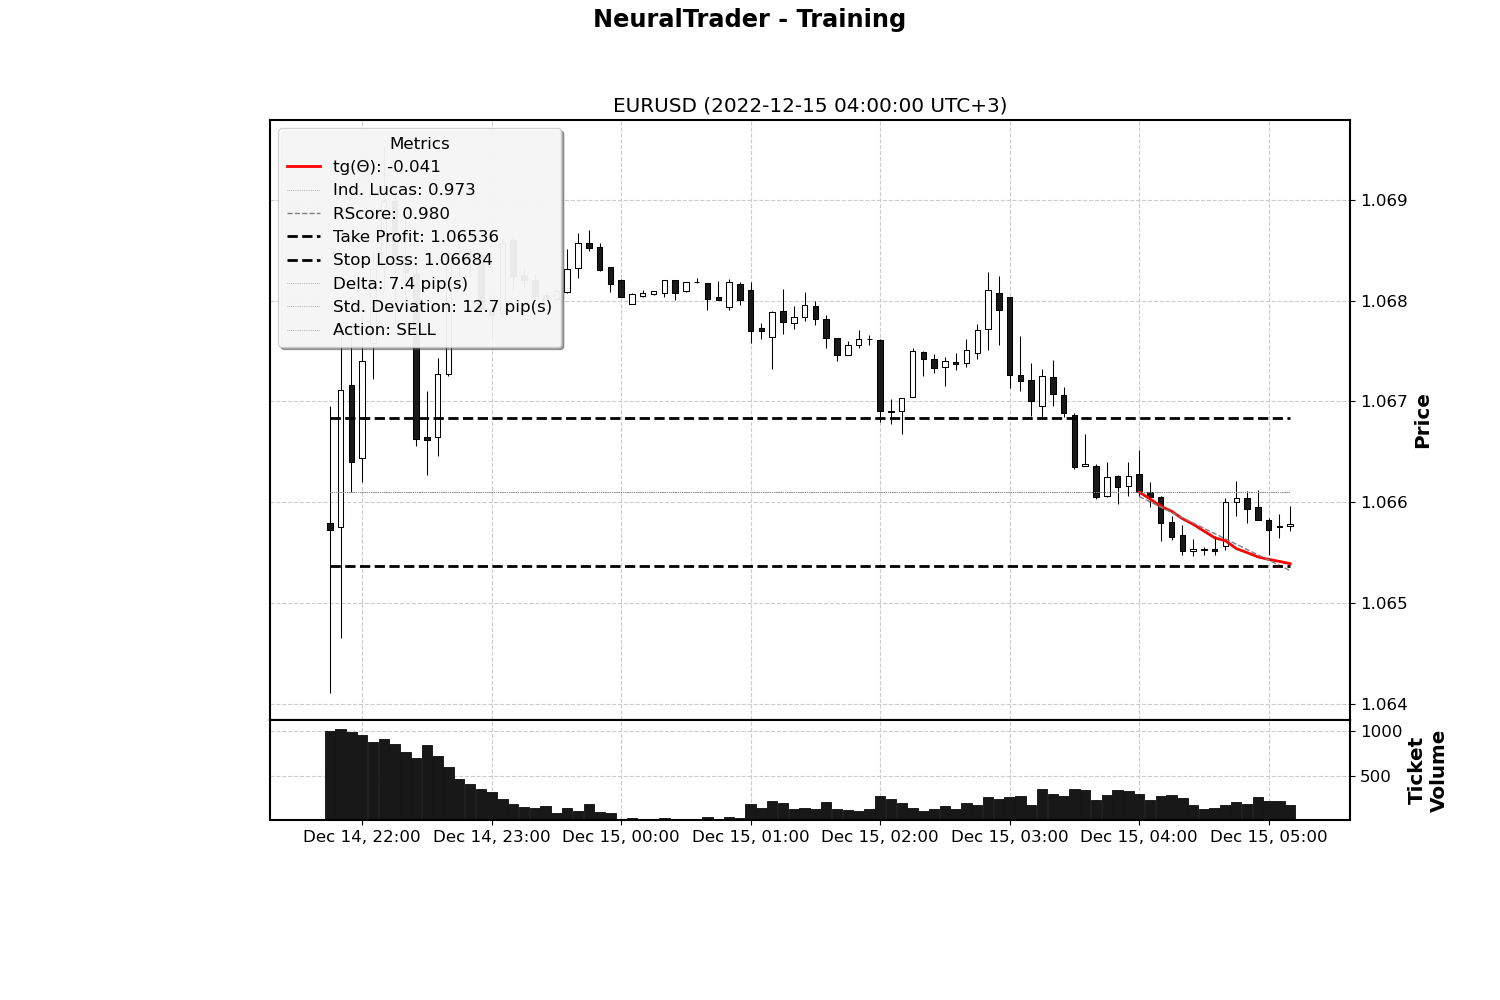 NeuralTrader - Training
EURUSD (2022-12-15 04:00:00 UTC+3)
Metrics
tg(Θ): -0.041
Ind. Lucas: 0.973
RScore: 0.980
Take Profit: 1.06536
Stop Loss: 1.06684
Delta: 7.4 pip(s)
Std. Deviation: 12.7 pip(s)
Action: SELL
1.069
1.068
1.067
1.066
1.065
1.064
Price
1000
500
Ticket
Volume
Dec 14, 22:00
Dec 14, 23:00
Dec 15, 00:00
Dec 15, 01:00
Dec 15, 02:00
Dec 15, 03:00
Dec 15, 04:00
Dec 15, 05:00